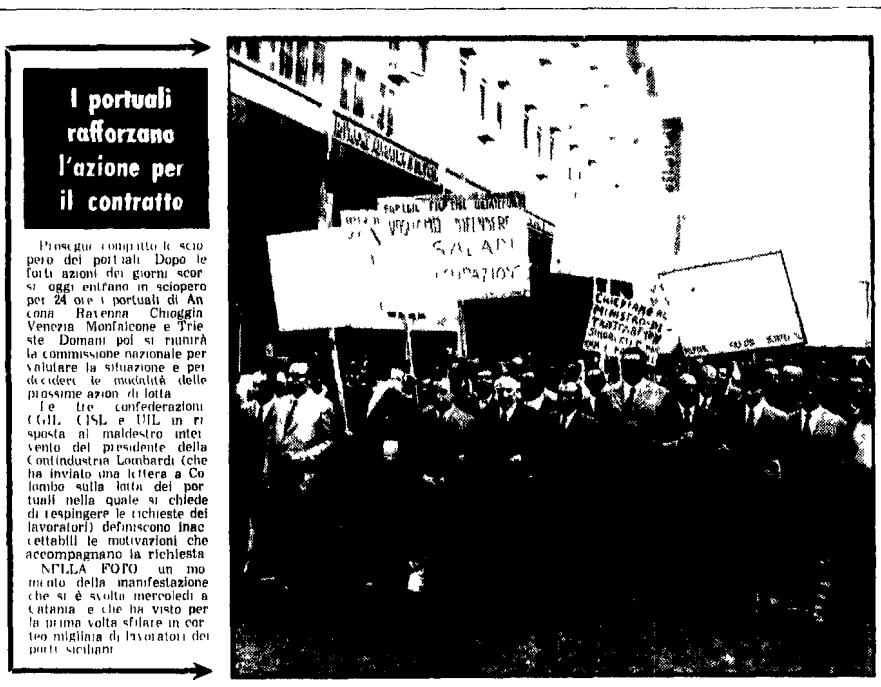 I portuali
rafforzano
l'azione per
il contratto
Prosegue compatto lo scio
pero dei portuali Dopo le
forti azioni dei giorni scor
si oggi entrano in sciopero
per 24 ore i portuali di An
cona Ravenna Chioggia
Venezia Monfalcone e Trie
ste Domani poi si riunirà
la commissione nazionale per
valutare la situazione e per
decidere le modalità delle
prossime azioni di lotta
Le tre confederazioni
CGIL CISL e UIL in ri
sposta al maldestro inter
vento del presidente della
Confindustria Lombardi (che
ha inviato una lettera a Co
lombo sulla lotta dei por
tuali nella quale si chiede
di respingere le richieste dei
lavoratori) definiscono inac
cettabili le motivazioni che
accompagnano la richiesta
NELLA FOTO un mo
mento della manifestazione
che si è svolta mercoledì a
Catania e che ha visto per
la prima volta sfilare in cor
teo migliaia di lavoratori dei
porti siciliani
VOGLIAMO DIFENDERE
SALARI
CHIEDIAMO AL
MINISTRO